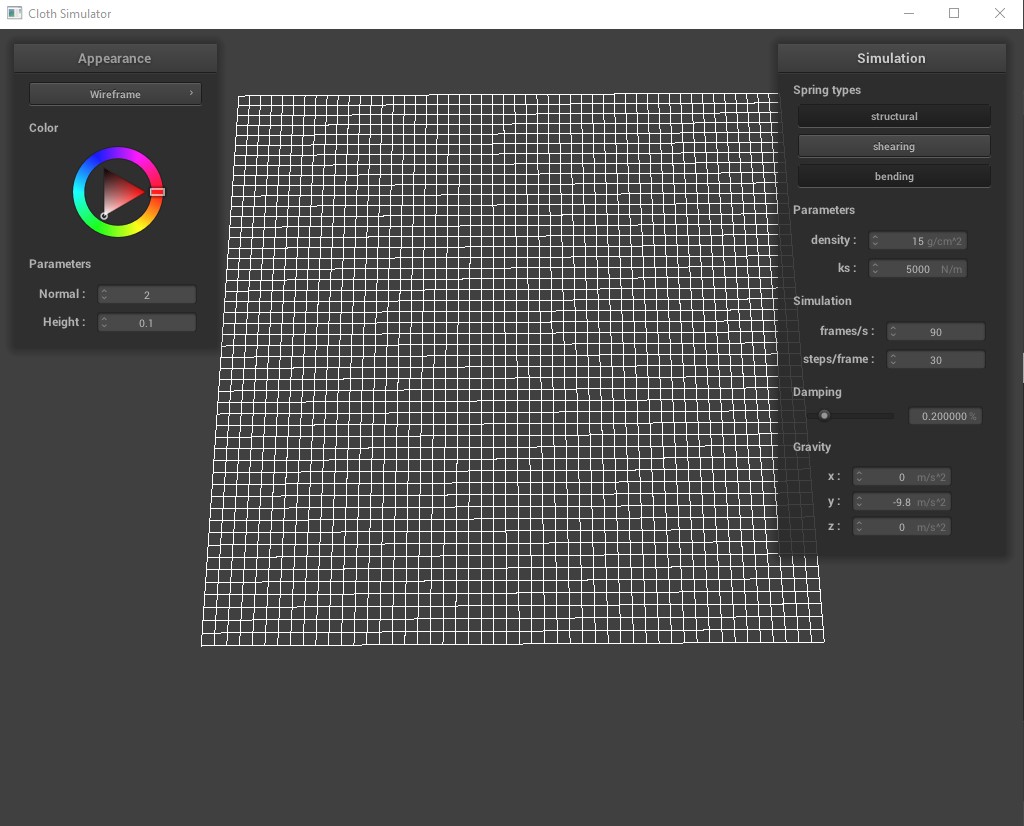 Cloth Simulator
Appearance
Wireframe
Color
Parameters
Normal : 2
Height : 0.1
Simulation
Spring types
structural
shearing
bending
Parameters
density : 15 g/cm^2
ks : 5000 N/m
Simulation
frames/s : 90
steps/frame : 30
Damping
0.200000 %
Gravity
x : 0 m/s^2
y : -9.8 m/s^2
z : 0 m/s^2